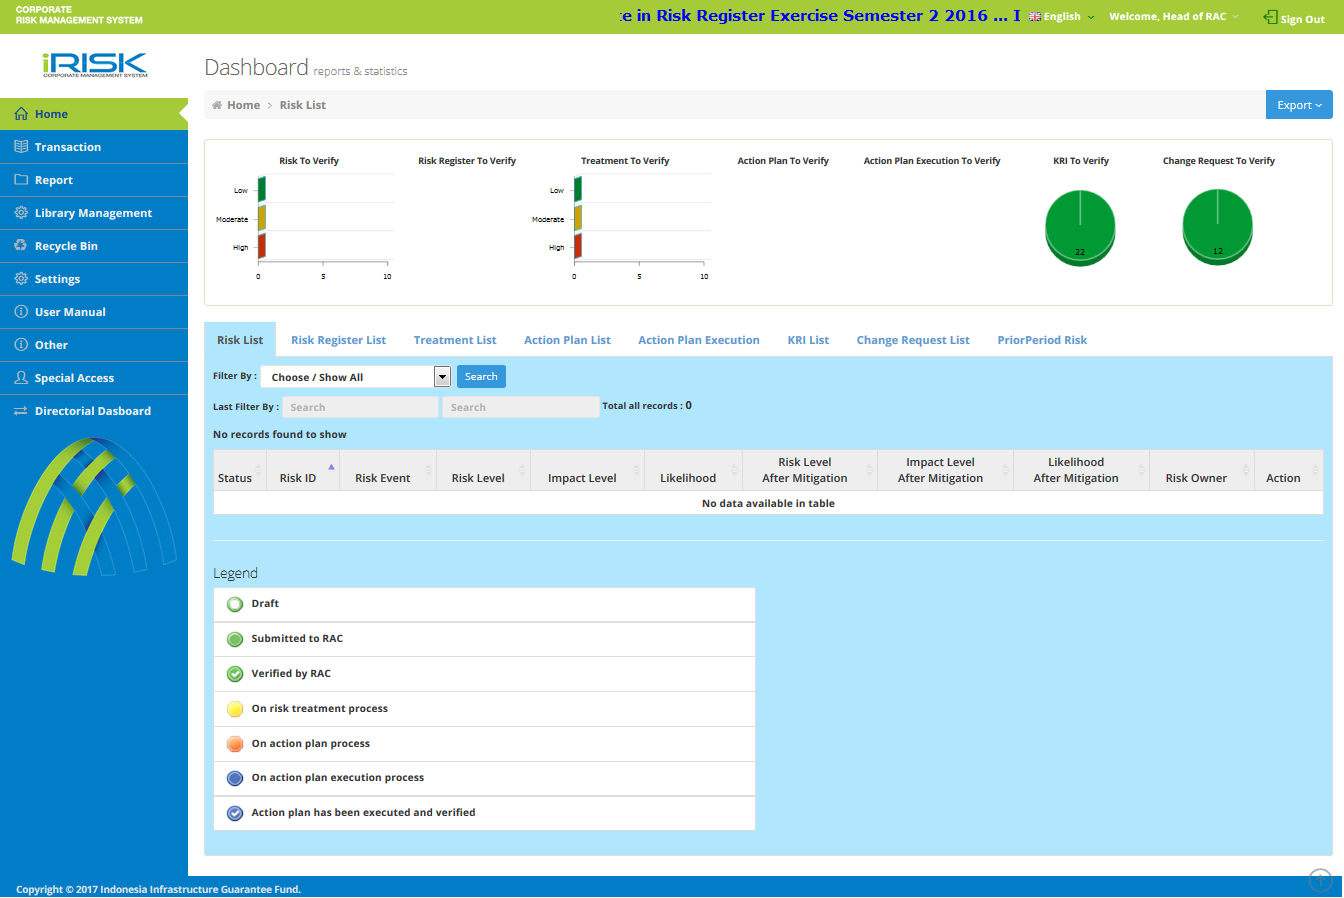 CORPORATE
RISK MANAGEMENT SYSTEM
in Risk Register Exercise Semester 2 2016 ... I
English
Welcome, Head of RAC
Sign Out
iRISK
CORPORATE MANAGEMENT SYSTEM
Home
Transaction
Report
Library Management
Recycle Bin
Settings
User Manual
Other
Special Access
Directorial Dasboard
Dashboard reports & statistics
Home > Risk List
Export
Risk To Verify
Low
Moderate
High
0 5 10
Risk Register To Verify
Treatment To Verify
Low
Moderate
High
0 5 10
Action Plan To Verify
Action Plan Execution To Verify
KRI To Verify
22
Change Request To Verify
12
Risk List Risk Register List Treatment List Action Plan List Action Plan Execution KRI List Change Request List PriorPeriod Risk
Filter By : Choose / Show All Search
Last Filter By : Search Search Total all records : 0
No records found to show
Status Risk ID Risk Event Risk Level Impact Level Likelihood Risk Level After Mitigation Impact Level After Mitigation Likelihood After Mitigation Risk Owner Action
No data available in table
Legend
Draft
Submitted to RAC
Verified by RAC
On risk treatment process
On action plan process
On action plan execution process
Action plan has been executed and verified
Copyright © 2017 Indonesia Infrastructure Guarantee Fund.